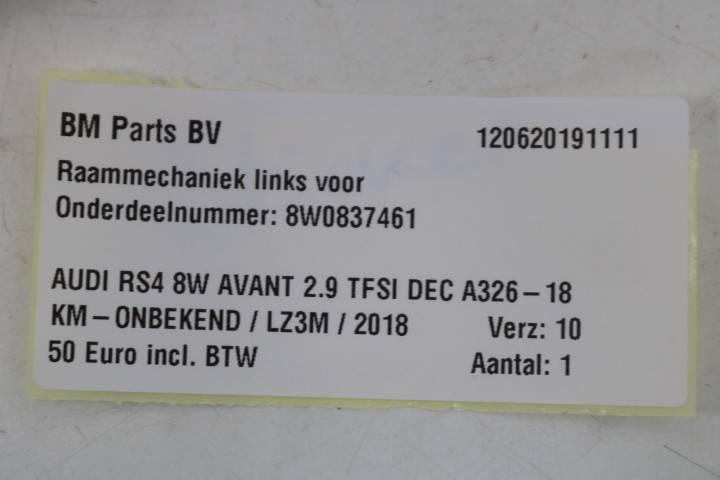 BM Parts BV 120620191111
Raammechaniek links voor
Onderdeelnummer: 8W0837461
AUDI RS4 8W AVANT 2.9 TFSI DEC A326-18
KM-ONBEKEND / LZ3M / 2018 Verz: 10
50 Euro incl. BTW Aantal: 1